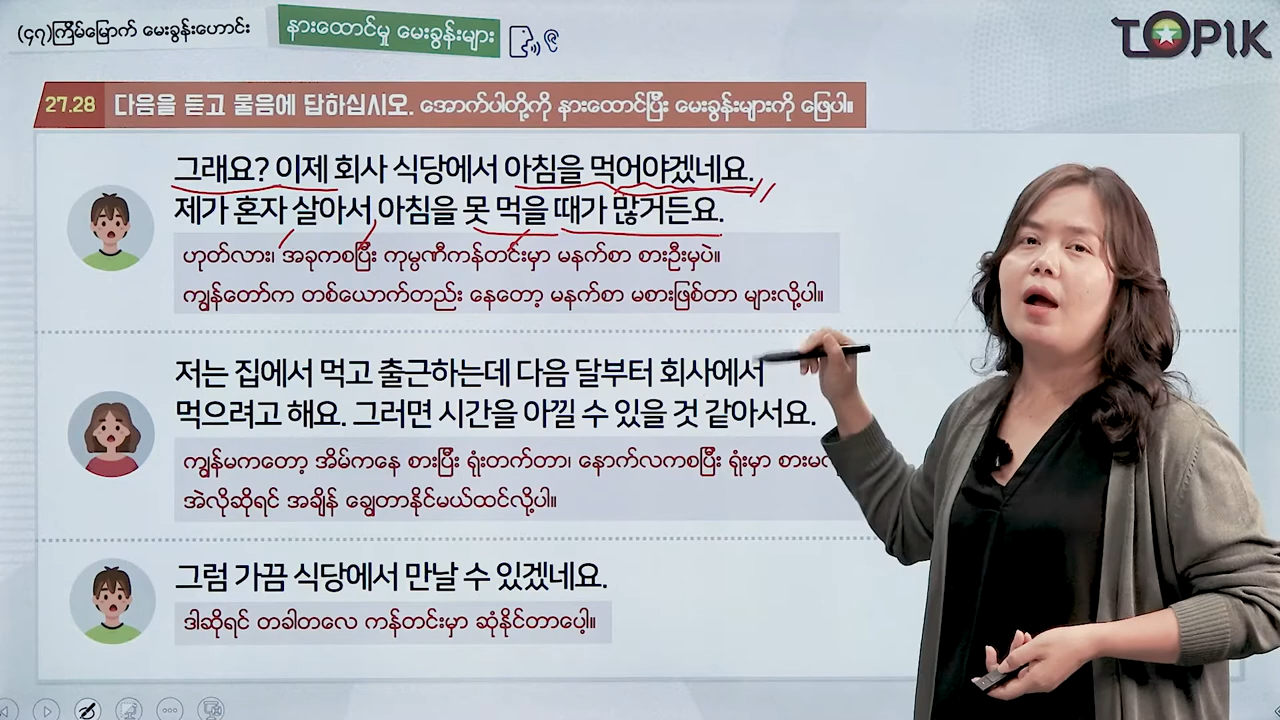 (၄၇)ကြိမ်မြောက် မေးခွန်းဟောင်း
နားထောင်မှု မေးခွန်းများ
TOPIK
27.28 다음을 듣고 물음에 답하십시오. အောက်ပါတို့ကို နားထောင်ပြီး မေးခွန်းများကို ဖြေပါ။
그래요? 이제 회사 식당에서 아침을 먹어야겠네요.
제가 혼자 살아서 아침을 못 먹을 때가 많거든요.
ဟုတ်လား၊ အခုကစပြီး ကုမ္ပဏီကန်တင်းမှာ မနက်စာ စားဦးမှပဲ။
ကျွန်တော်က တစ်ယောက်တည်း နေတော့ မနက်စာ မစားဖြစ်တာ များလို့ပါ။
저는 집에서 먹고 출근하는데 다음 달부터 회사에서
먹으려고 해요. 그러면 시간을 아낄 수 있을 것 같아서요.
ကျွန်မကတော့ အိမ်ကနေ စားပြီး ရုံးတက်တာ၊ နောက်လကစပြီး ရုံးမှာ
အဲလိုဆိုရင် အချိန် ချွေတာနိုင်မယ်ထင်လို့ပါ။
그럼 가끔 식당에서 만날 수 있겠네요.
ဒါဆိုရင် တခါတလေ ကန်တင်းမှာ ဆုံနိုင်တာပေါ့။